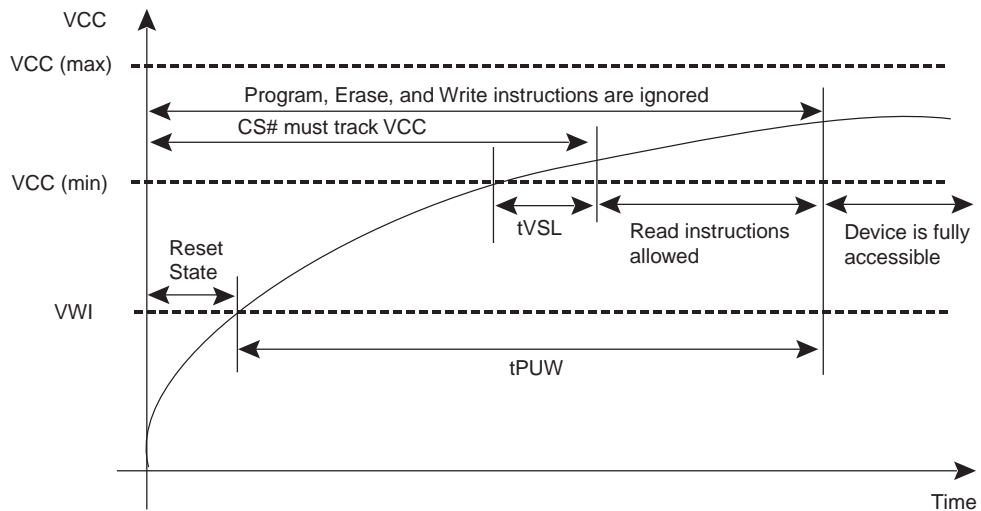 VCC
VCC (max)
Program, Erase, and Write instructions are ignored
CS# must track VCC
VCC (min)
tVSL
Read instructions
allowed
Device is fully
accessible
Reset
State
VWI
tPUW
Time